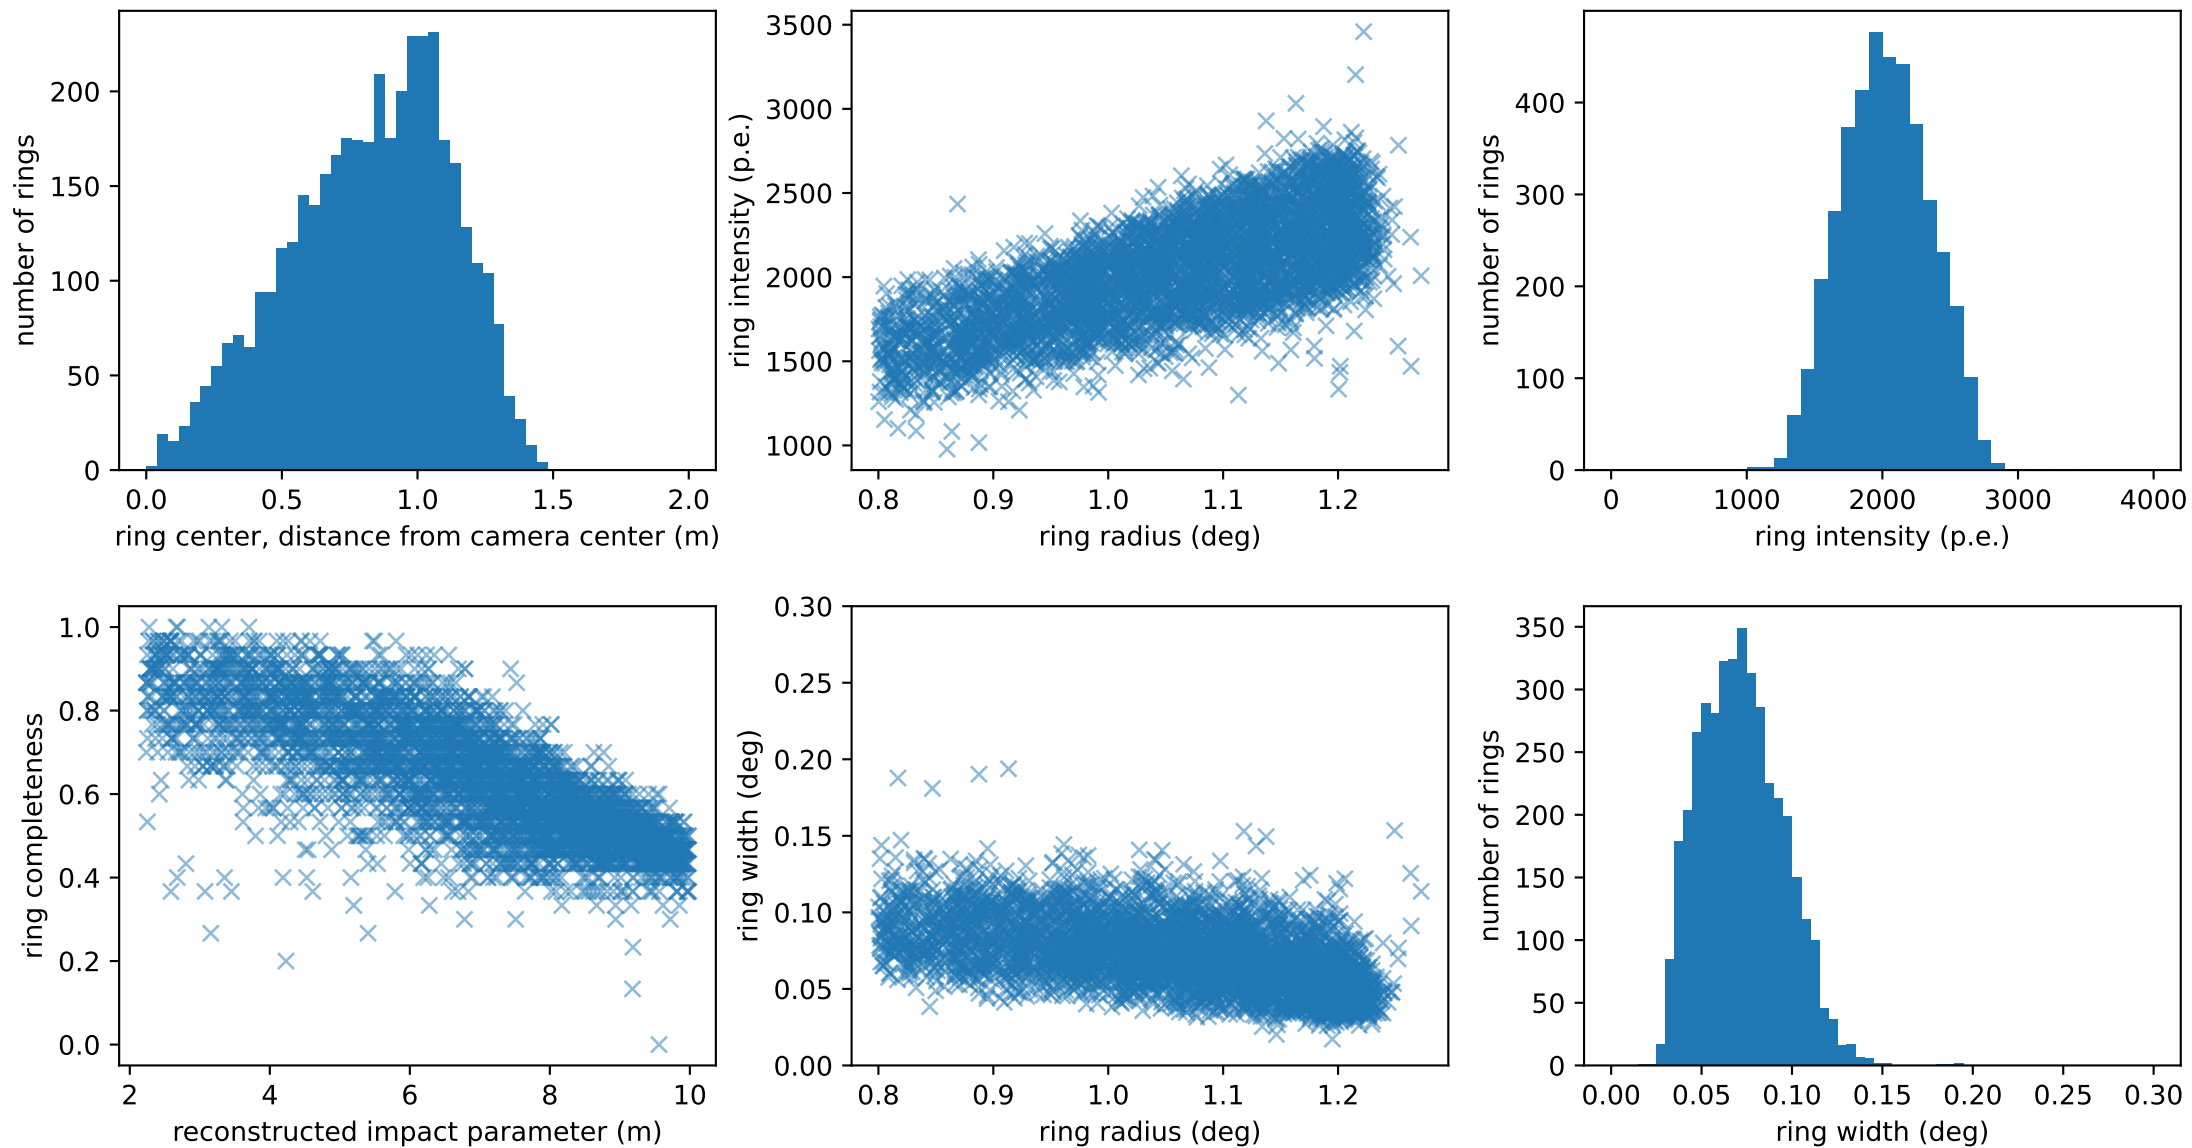 number of rings
200
150
100
50
0
0.0 0.5 1.0 1.5 2.0
ring center, distance from camera center (m)
ring intensity (p.e.)
3500
3000
2500
2000
1500
1000
0.8 0.9 1.0 1.1 1.2
ring radius (deg)
number of rings
400
300
200
100
0
0 1000 2000 3000 4000
ring intensity (p.e.)
ring completeness
1.0
0.8
0.6
0.4
0.2
0.0
2 4 6 8 10
reconstructed impact parameter (m)
ring width (deg)
0.30
0.25
0.20
0.15
0.10
0.05
0.00
0.8 0.9 1.0 1.1 1.2
ring radius (deg)
number of rings
350
300
250
200
150
100
50
0
0.00 0.05 0.10 0.15 0.20 0.25 0.30
ring width (deg)